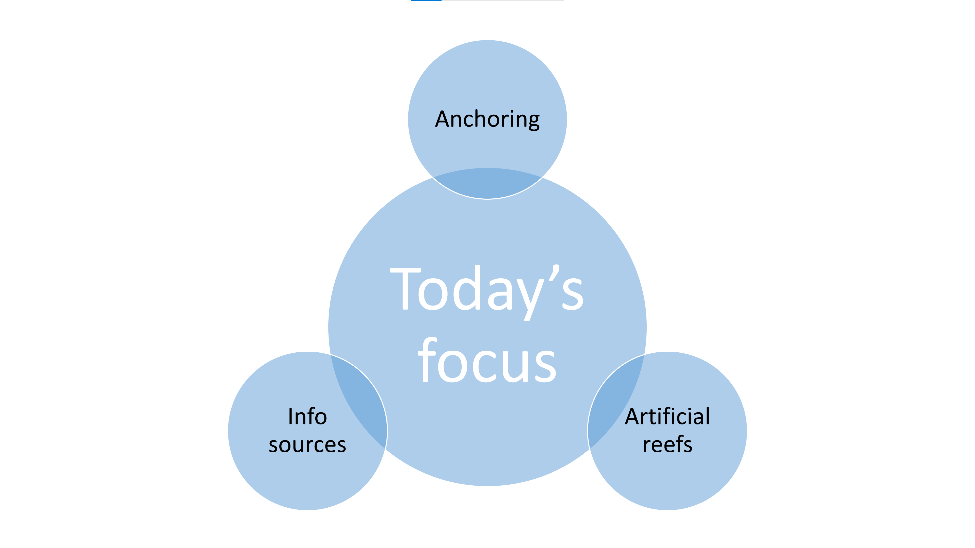 Anchoring
Today’s
focus
Info
sources
Artificial
reefs